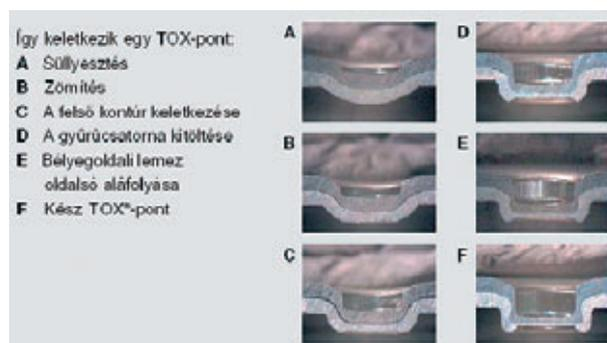 Így keletkezik egy TOX-pont:
A Süllyesztés
B Zömítés
C A felső kontúr keletkezése
D A gyűrűcsatorna kitöltése
E Bélyegoldali lemez
oldalsó aláfolyása
F Kész TOX®-pont
A
D
B
E
C
F